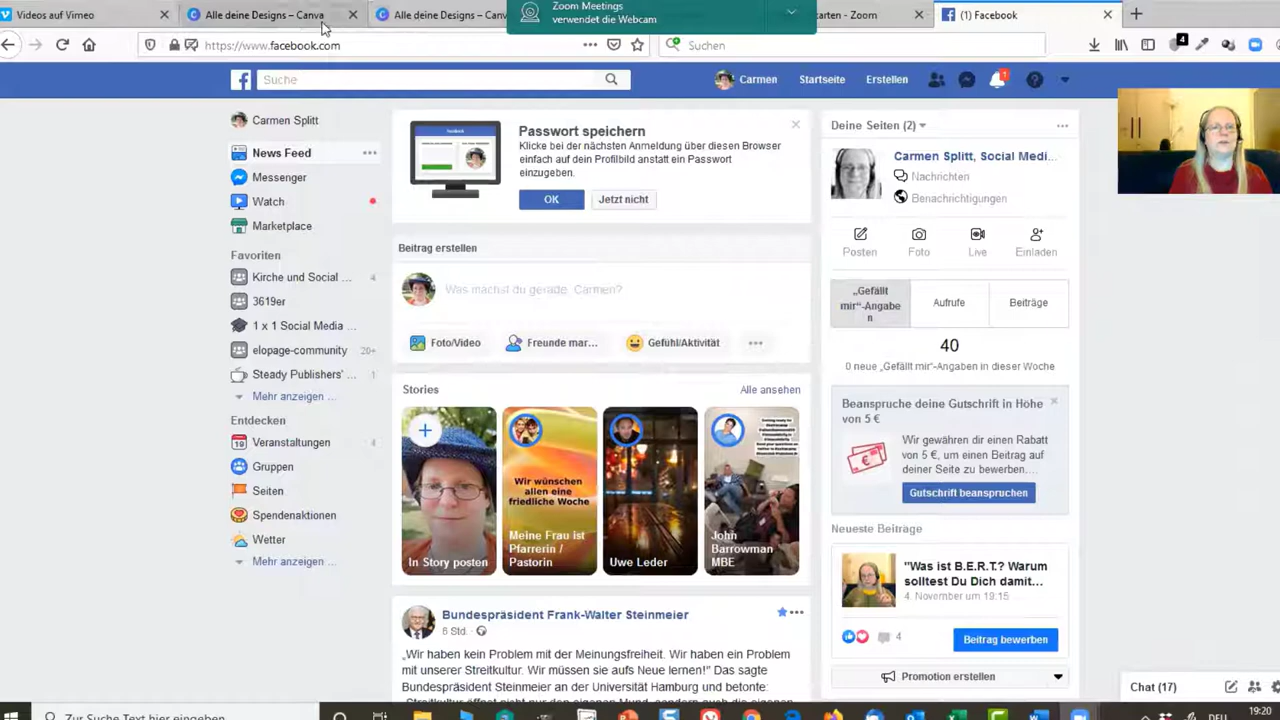 Videos auf Vimeo
Alle deine Designs – Canva
Alle deine Designs – Canv
Zoom Meetings
verwendet die Webcam
arten - Zoom
(1) Facebook
https://www.facebook.com
Suchen
4
Suche
Carmen
Startseite
Erstellen
1
Carmen Splitt
News Feed
Messenger
Watch
Marketplace
Favoriten
Kirche und Social ... 4
3619er
1 x 1 Social Media ...
elopage-community 20+
Steady Publishers' ... 1
Mehr anzeigen ...
Entdecken
Veranstaltungen 4
Gruppen
Seiten
Spendenaktionen
Wetter
Mehr anzeigen ...
Passwort speichern
Klicke bei der nächsten Anmeldung über diesen Browser
einfach auf dein Profilbild anstatt ein Passwort
einzugeben.
OK
Jetzt nicht
Beitrag erstellen
Was machst du gerade, Carmen?
Foto/Video
Freunde mar...
Gefühl/Aktivität
Stories
Alle ansehen
In Story posten
Wir wünschen
allen eine
friedliche Woche
Meine Frau ist
Pfarrerin /
Pastorin
Uwe Leder
John
Barrowman
MBE
Bundespräsident Frank-Walter Steinmeier
6 Std.
„Wir haben kein Problem mit der Meinungsfreiheit. Wir haben ein Problem
mit unserer Streitkultur. Wir müssen sie aufs Neue lernen!" Das sagte
Bundespräsident Steinmeier an der Universität Hamburg und betonte:
Deine Seiten (2)
Carmen Splitt, Social Medi...
Nachrichten
Benachrichtigungen
Posten
Foto
Live
Einladen
„Gefällt
mir“-Angabe
n
Aufrufe
Beiträge
40
0 neue „Gefällt mir“-Angaben in dieser Woche
Beanspruche deine Gutschrift in Höhe
von 5 €
Wir gewähren dir einen Rabatt
von 5 €, um einen Beitrag auf
deiner Seite zu bewerben....
Gutschrift beanspruchen
Neueste Beiträge
"Was ist B.E.R.T.? Warum
solltest Du Dich damit...
4. November um 19:15
4
Beitrag bewerben
Promotion erstellen
Chat (17)
Zur Suche Text hier eingeben
DEU
19:20